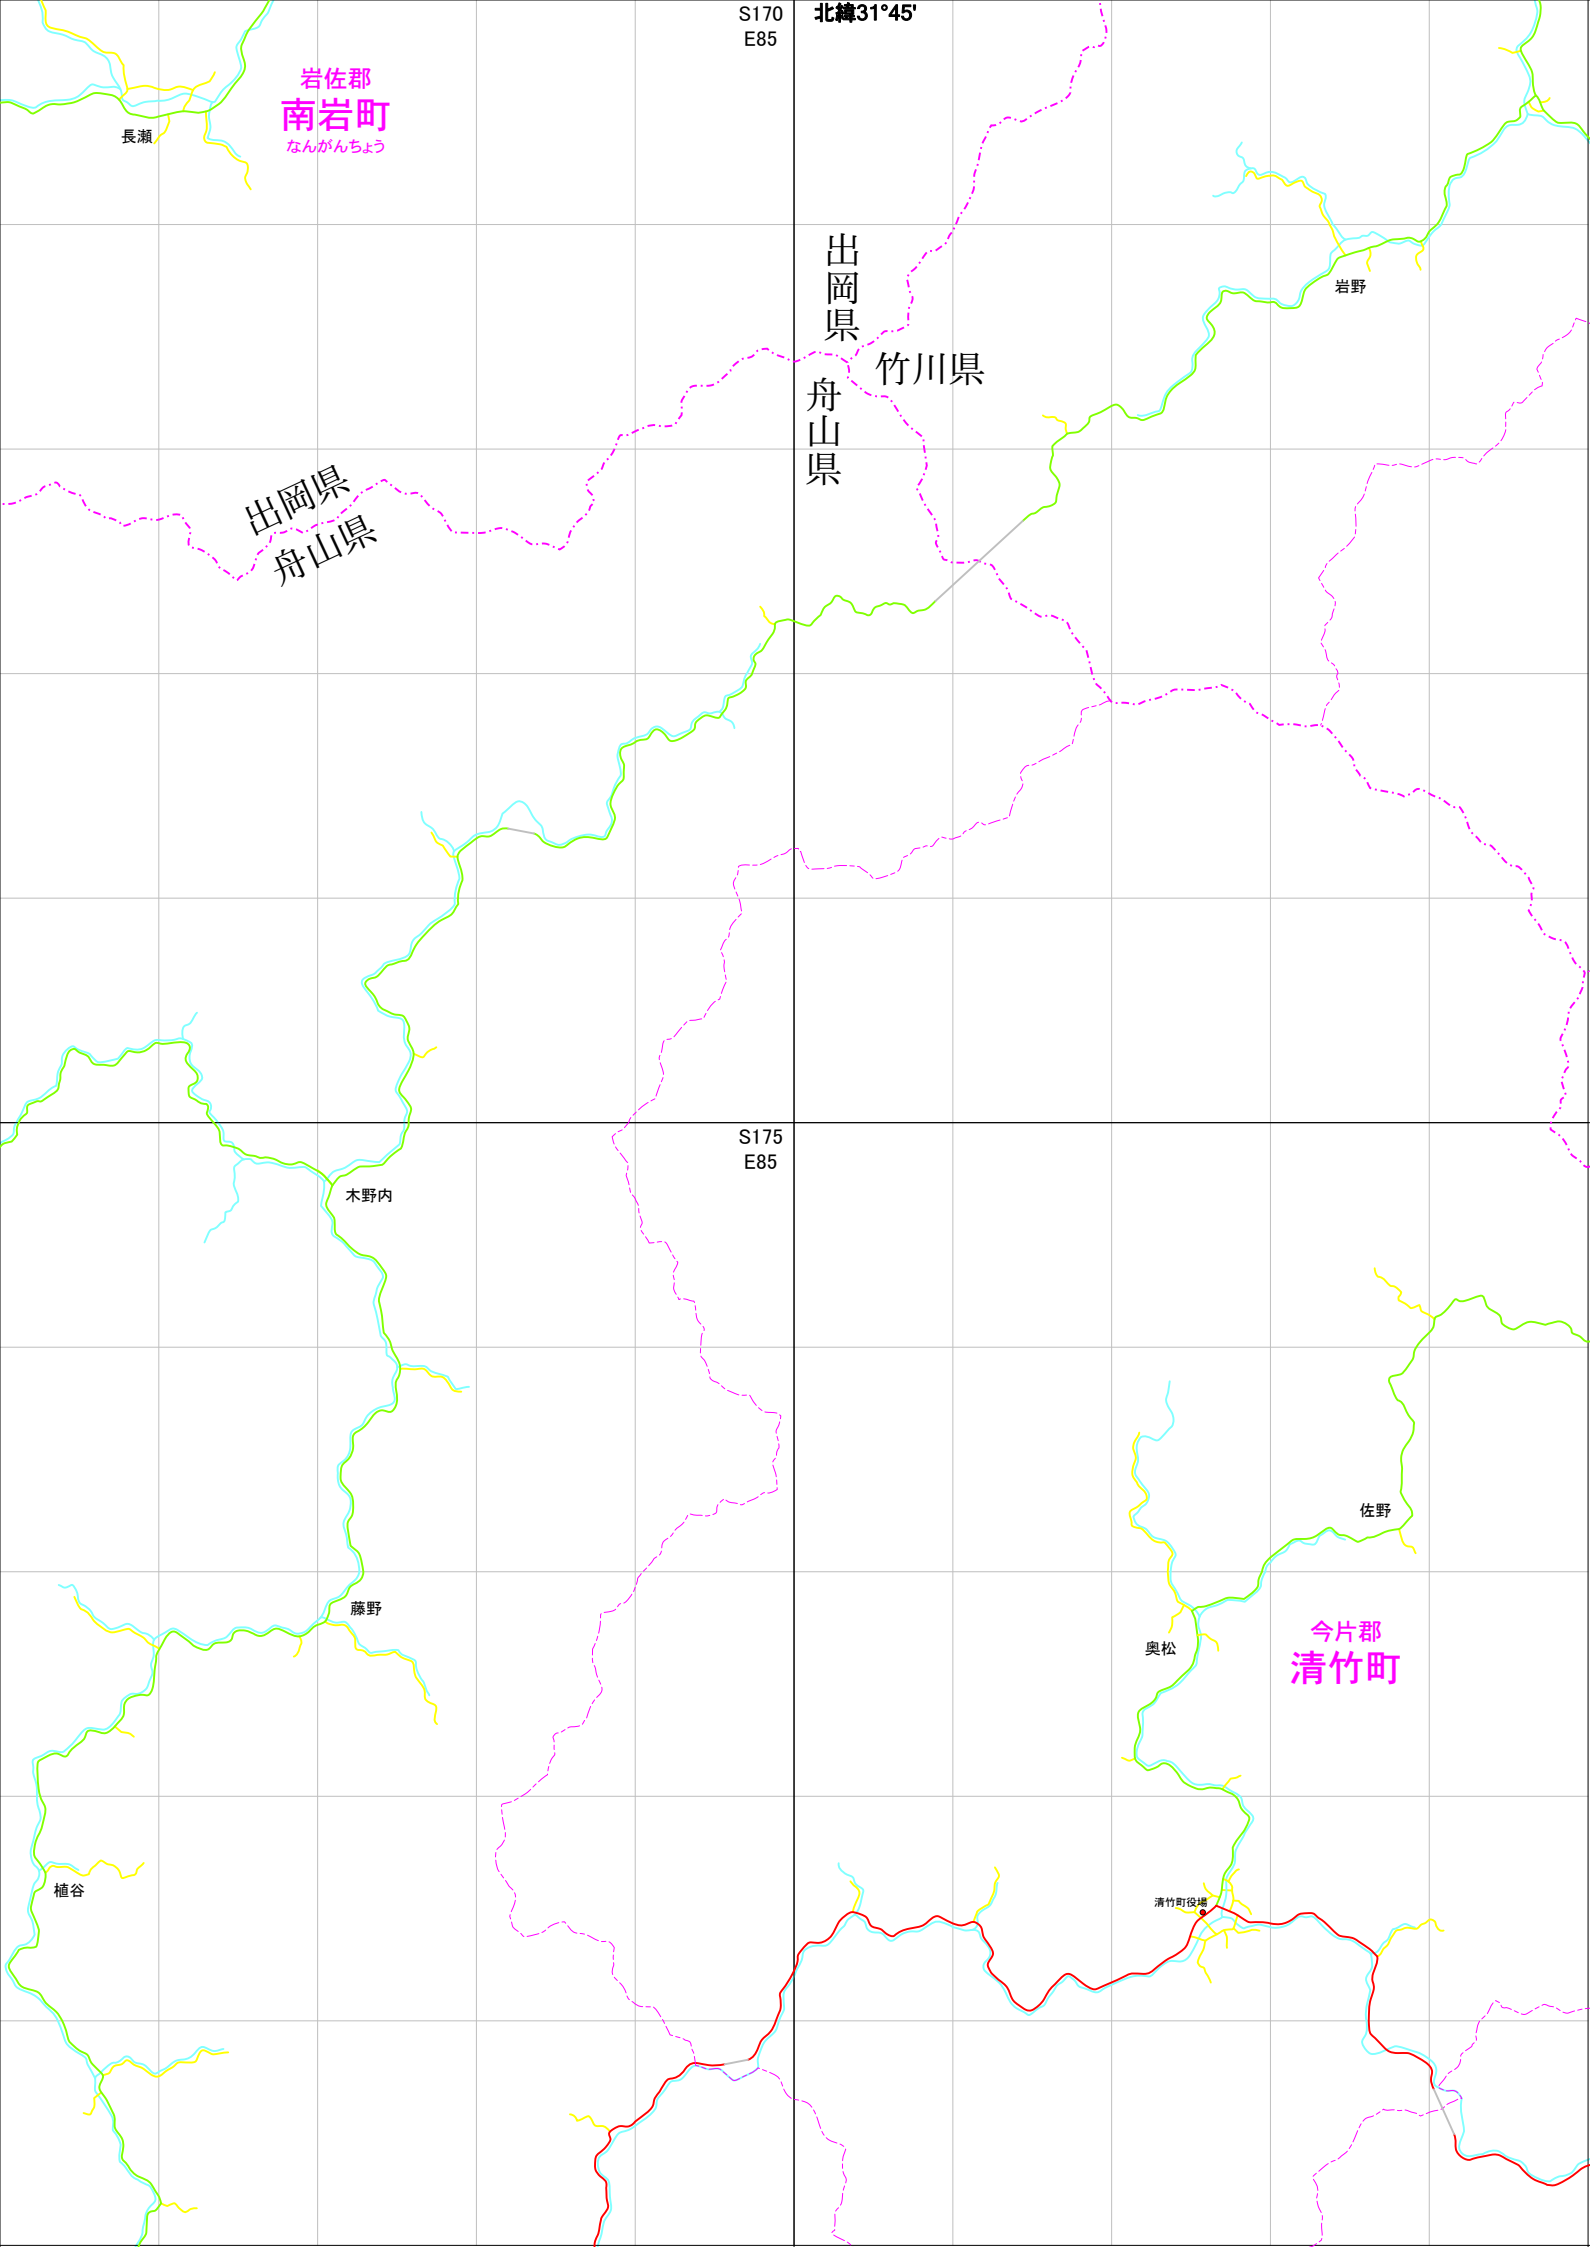 S170
E85
北緯31°45'
岩佐郡
南岩町
なんがんちょう
長瀬
出岡県
竹川県
舟山県
岩野
出岡県
舟山県
S175
E85
木野内
佐野
藤野
今片郡
清竹町
奥松
植谷
清竹町役場